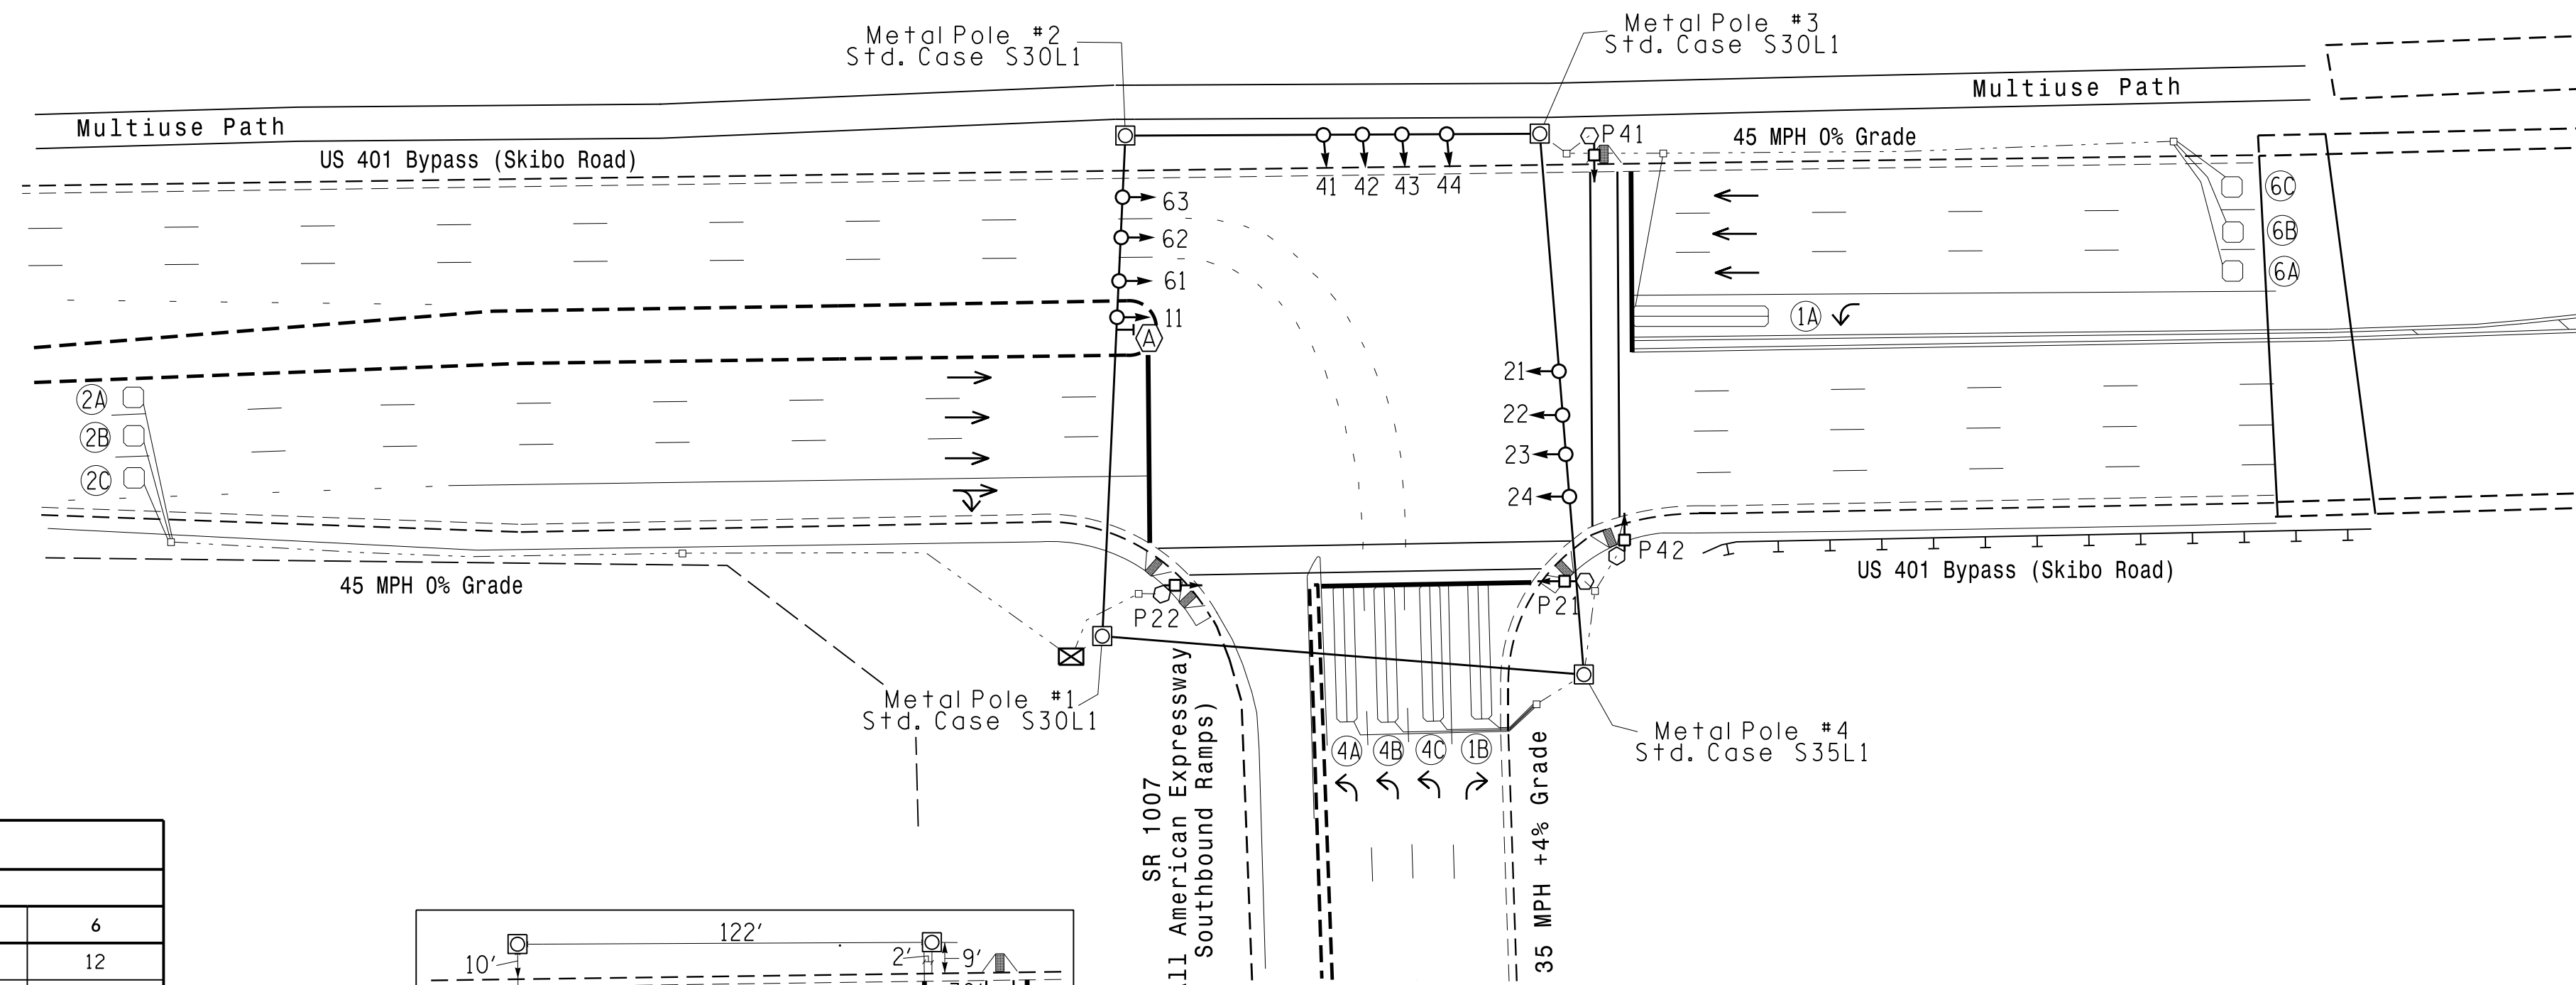 Metal Pole #2
Std. Case S30L1
Metal Pole #3
Std. Case S30L1
Multiuse Path
Multiuse Path
US 401 Bypass (Skibo Road)
P41
45 MPH 0% Grade
41 42 43 44
63
62
61
11
A
6C
6B
6A
1A
2A
2B
2C
21
22
23
24
45 MPH 0% Grade
P22
P21
P42
US 401 Bypass (Skibo Road)
Metal Pole #1
Std. Case S30L1
Metal Pole #4
Std. Case S35L1
4A 4B 4C 1B
SR 1007
ll American Expressway
Southbound Ramps)
35 MPH +4% Grade
6
12
122'
10'
2'
9'